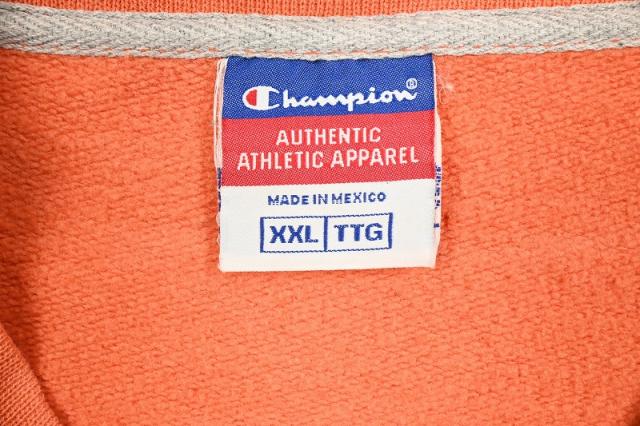 Champion®
AUTHENTIC
ATHLETIC APPAREL
MADE IN MEXICO
XXL TTG